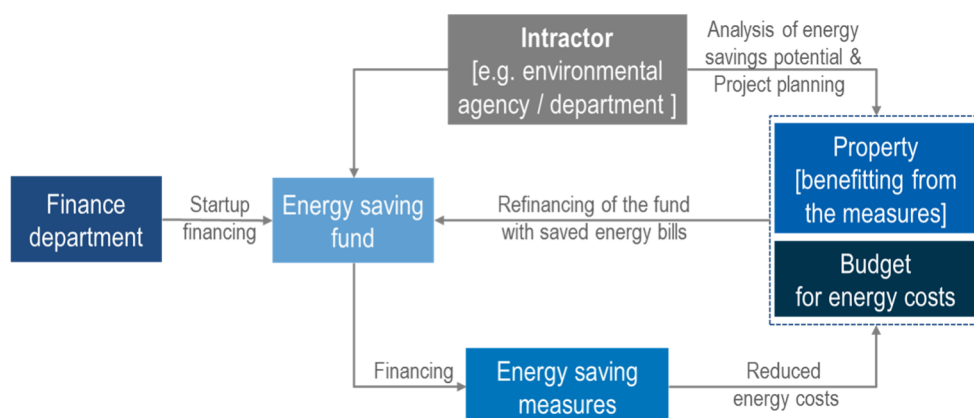 Intractor
[e.g. environmental
agency / department ]
Analysis of energy
savings potential &
Project planning
Property
[benefitting from
the measures]
Finance
department
Startup
financing
Energy saving
fund
Refinancing of the fund
with saved energy bills
Budget
for energy costs
Financing
Energy saving
measures
Reduced
energy costs